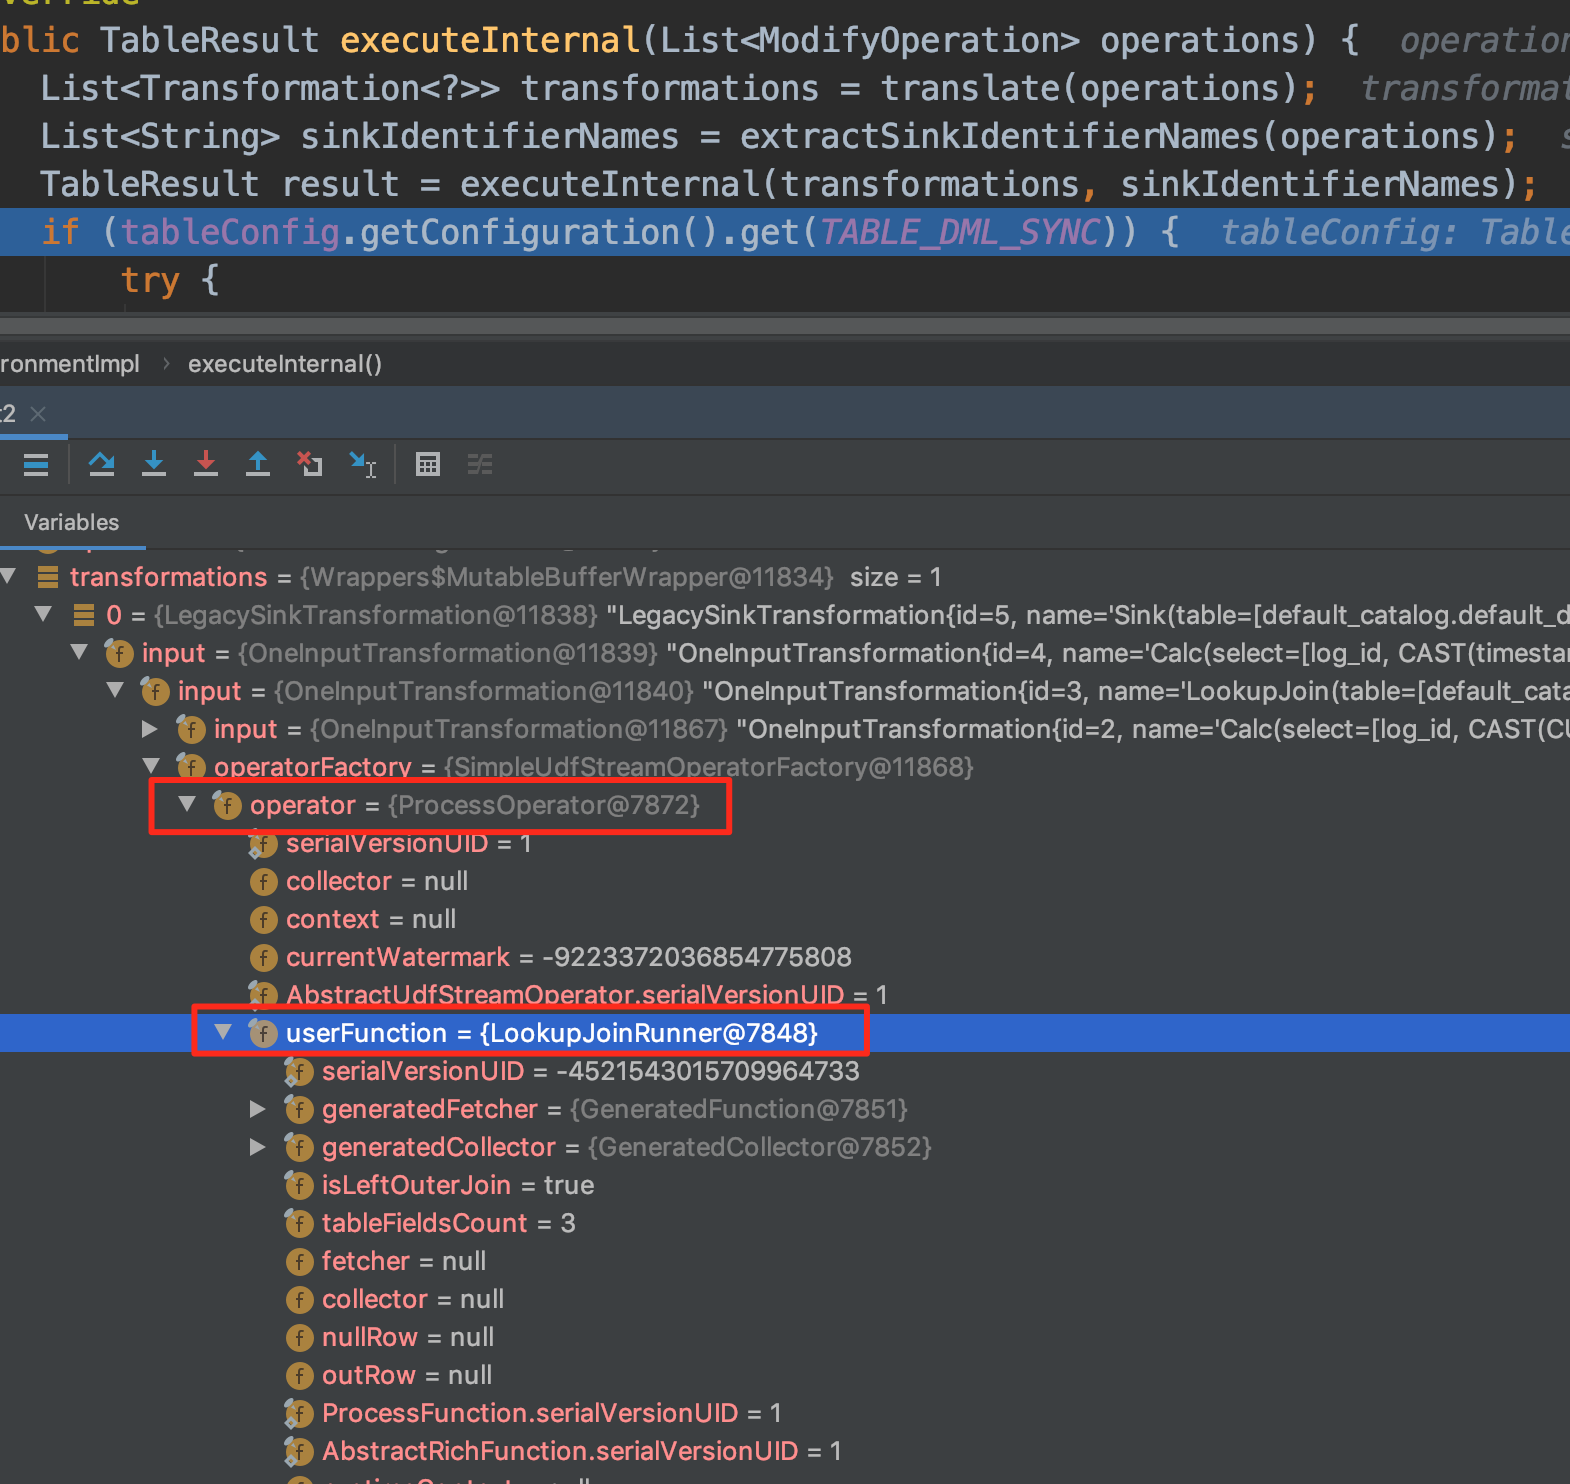 blic TableResult executeInternal(List<ModifyOperation> operations) { operation
List<Transformation<?>> transformations = translate(operations); transformat
List<String> sinkIdentifierNames = extractSinkIdentifierNames(operations);
TableResult result = executeInternal(transformations, sinkIdentifierNames);
if (tableConfig.getConfiguration().get(TABLE_DML_SYNC)) { tableConfig: Table
try {
ronmentImpl › executeInternal()
t2
Variables
transformations = {Wrappers$MutableBufferWrapper@11834} size = 1
0 = {LegacySinkTransformation@11838} "LegacySinkTransformation{id=5, name='Sink(table=[default_catalog.default_d
input = {OneInputTransformation@11839} "OneInputTransformation{id=4, name='Calc(select=[log_id, CAST(timestam
input = {OneInputTransformation@11840} "OneInputTransformation{id=3, name='LookupJoin(table=[default_cata
input = {OneInputTransformation@11867} "OneInputTransformation{id=2, name='Calc(select=[log_id, CAST(CU
operatorFactory = {SimpleUdfStreamOperatorFactory@11868}
operator = {ProcessOperator@7872}
serialVersionUID = 1
collector = null
context = null
currentWatermark = -9223372036854775808
AbstractUdfStreamOperator.serialVersionUID = 1
userFunction = {LookupJoinRunner@7848}
serialVersionUID = -4521543015709964733
generatedFetcher = {GeneratedFunction@7851}
generatedCollector = {GeneratedCollector@7852}
isLeftOuterJoin = true
tableFieldsCount = 3
fetcher = null
collector = null
nullRow = null
outRow = null
ProcessFunction.serialVersionUID = 1
AbstractRichFunction.serialVersionUID = 1